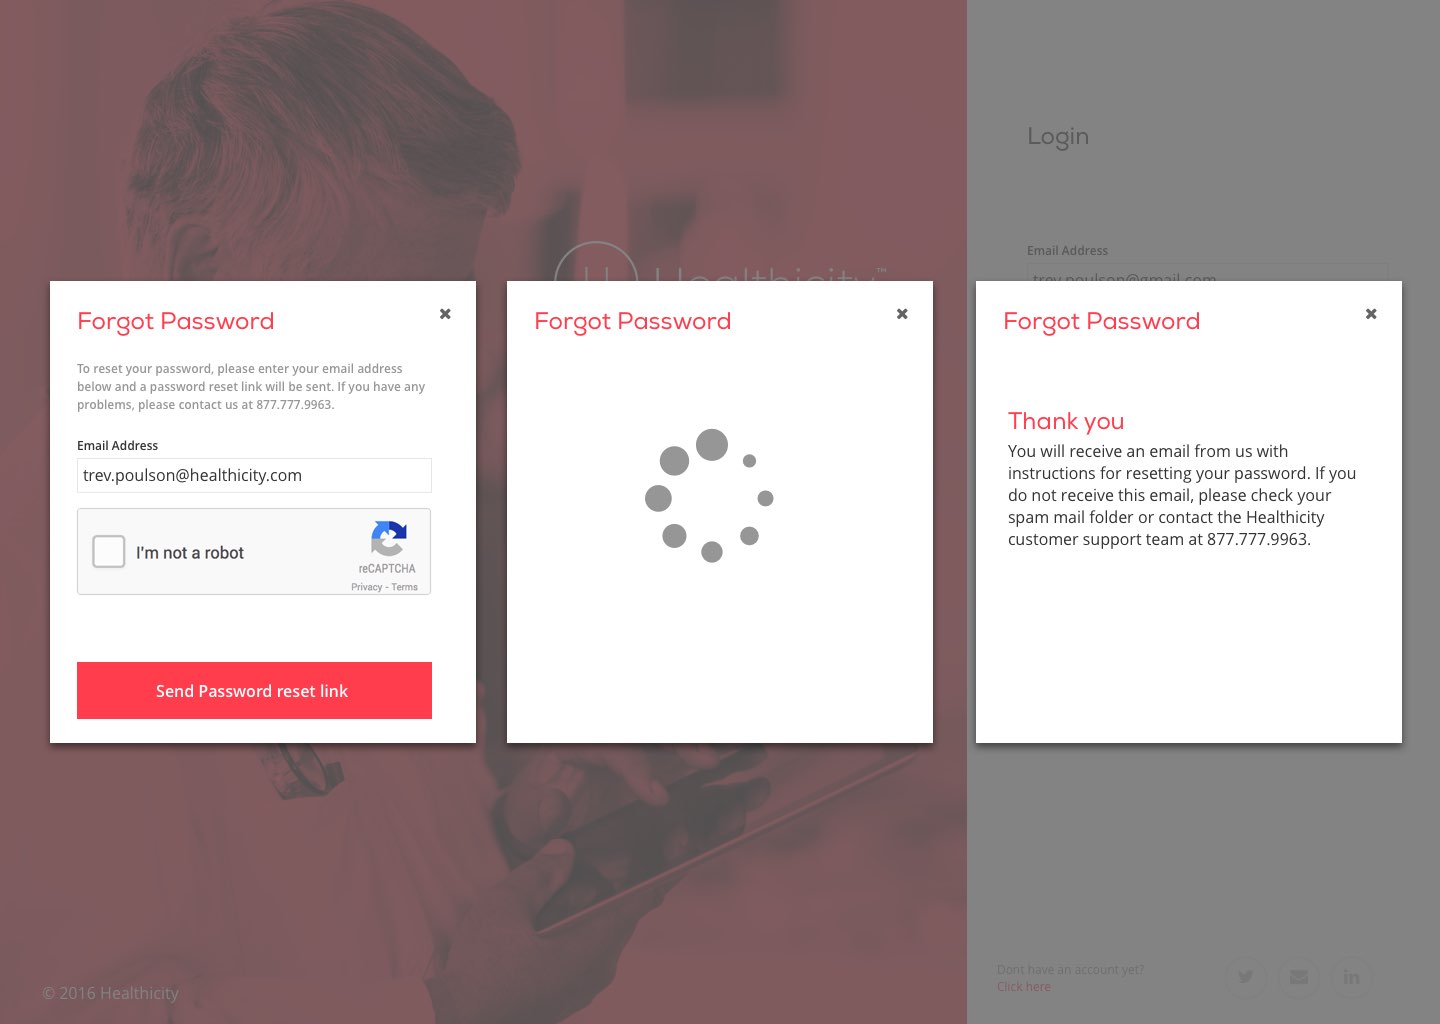 Login
Email Address
trev.poulson@gmail.com
Healthicity™
Forgot Password
To reset your password, please enter your email address
below and a password reset link will be sent. If you have any
problems, please contact us at 877.777.9963.
Email Address
trev.poulson@healthicity.com
I'm not a robot
reCAPTCHA
Privacy - Terms
Send Password reset link
Forgot Password
Forgot Password
Thank you
You will receive an email from us with
instructions for resetting your password. If you
do not receive this email, please check your
spam mail folder or contact the Healthicity
customer support team at 877.777.9963.
Dont have an account yet?
Click here
© 2016 Healthicity